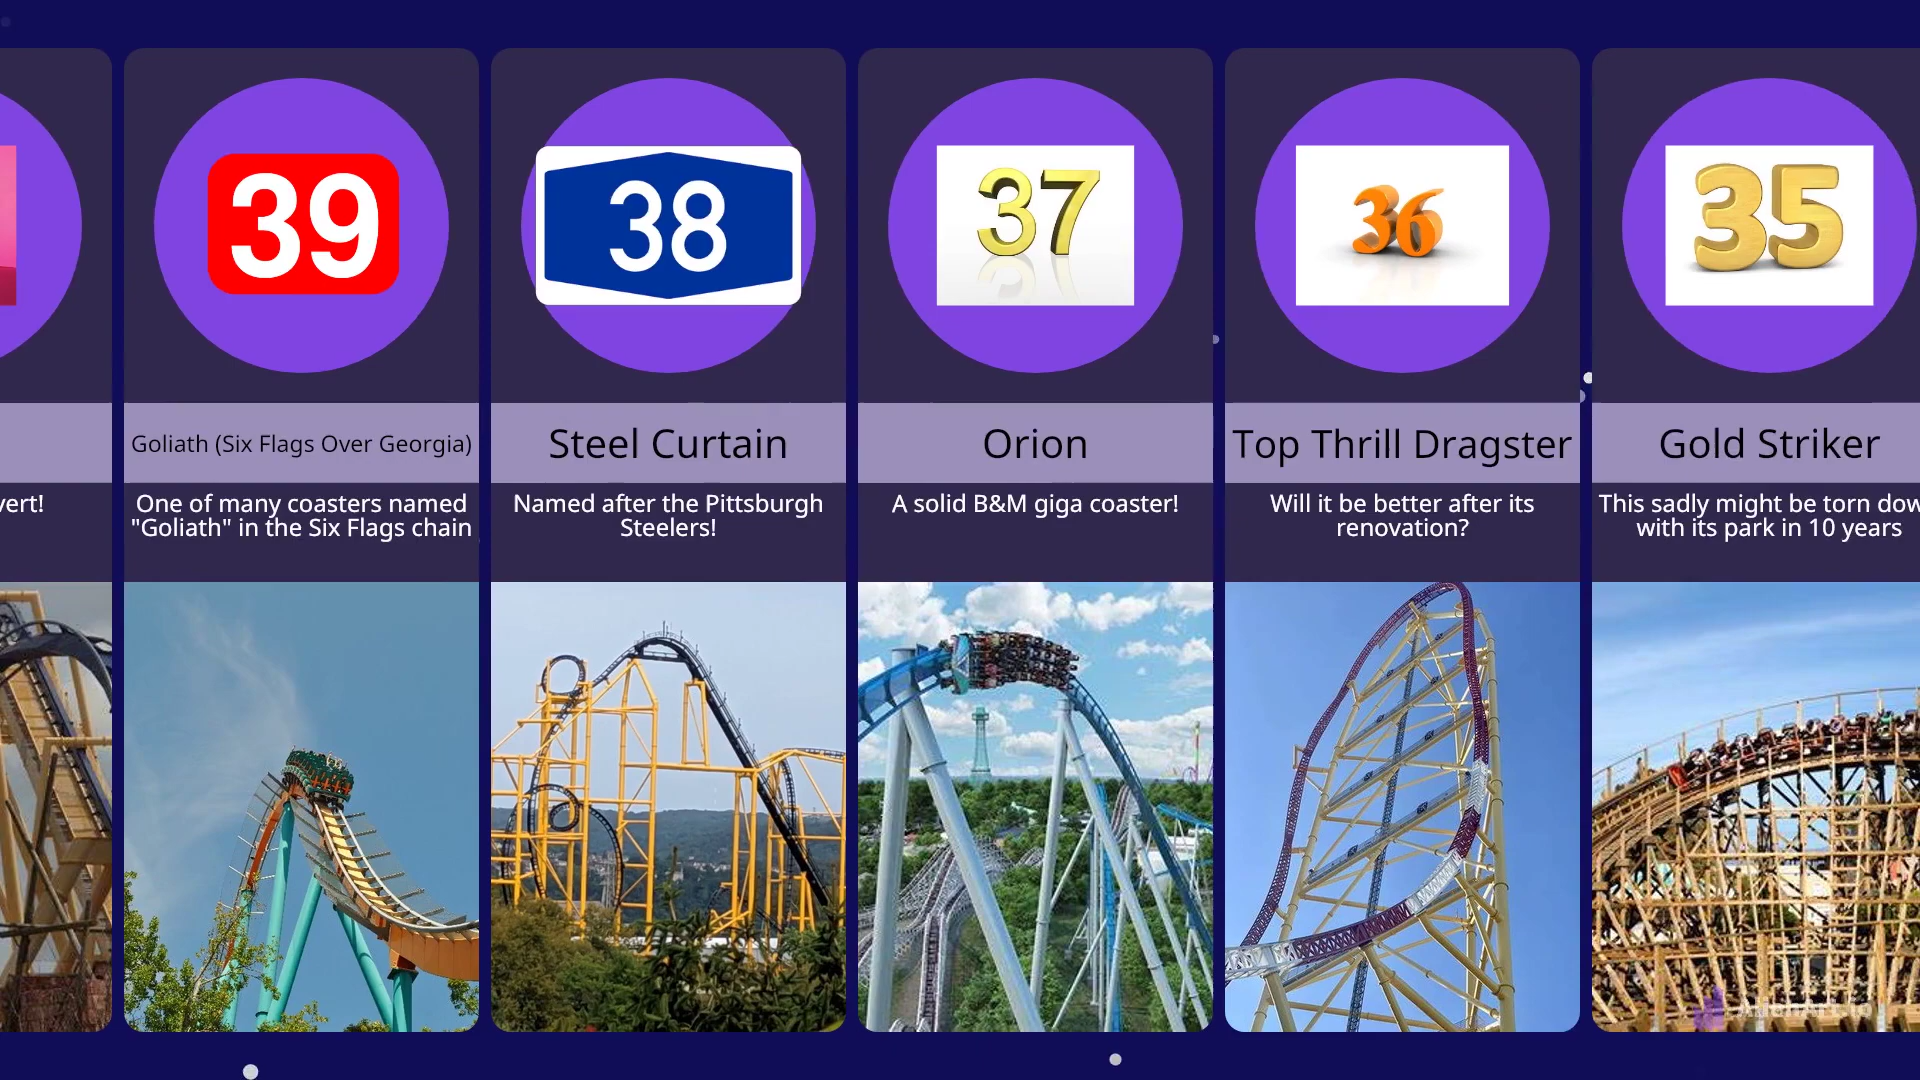 39
38
37
36
35
Goliath (Six Flags Over Georgia)
Steel Curtain
Orion
Top Thrill Dragster
Gold Striker
vert!
One of many coasters named
"Goliath" in the Six Flags chain
Named after the Pittsburgh
Steelers!
A solid B&M giga coaster!
Will it be better after its
renovation?
This sadly might be torn dow
with its park in 10 years